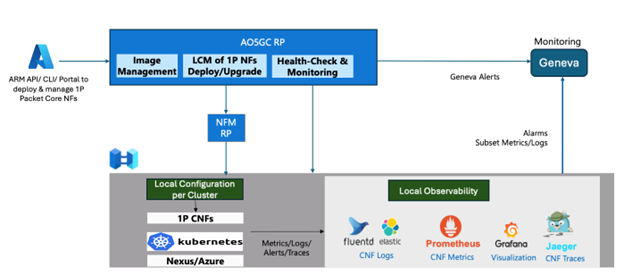 AO5GC RP
Image
Management
LCM of 1P NFs
Deploy/Upgrade
Health-Check &
Monitoring
ARM API/ CLI/ Portal to
deploy & manage 1P
Packet Core NFs
Monitoring
Geneva
Geneva Alerts
NFM
RP
Alarms
Subset Metrics/Logs
Local Configuration
per Cluster
1P CNFs
kubernetes
Nexus/Azure
Metrics/Logs/
Alerts/Traces
Local Observability
fluentd
elastic
CNF Logs
Prometheus
CNF Metrics
Grafana
Visualization
Jaeger
CNF Traces